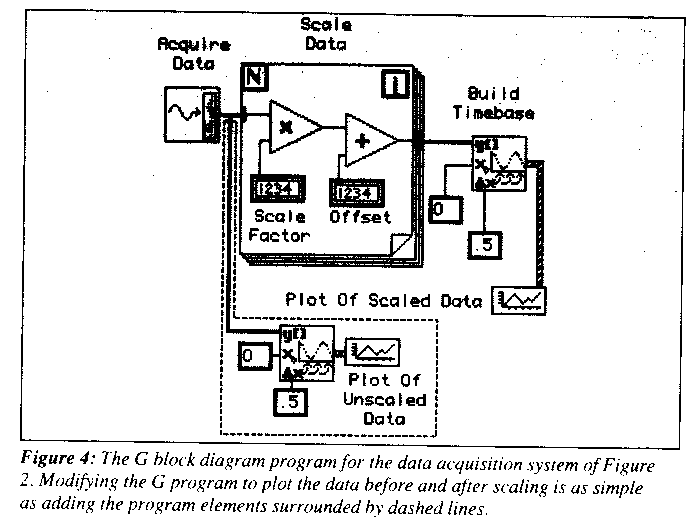 Scale
Data
Acquire
Data
N
i
Build
Timebase
x
+
y[]
x₀
Δx
1234
1234
Scale
Factor
Offset
0
.5
Plot Of Scaled Data
y[]
x₀
Δx
0
.5
Plot Of
Unscaled
Data
Figure 4: The G block diagram program for the data acquisition system of Figure
2. Modifying the G program to plot the data before and after scaling is as simple
as adding the program elements surrounded by dashed lines.